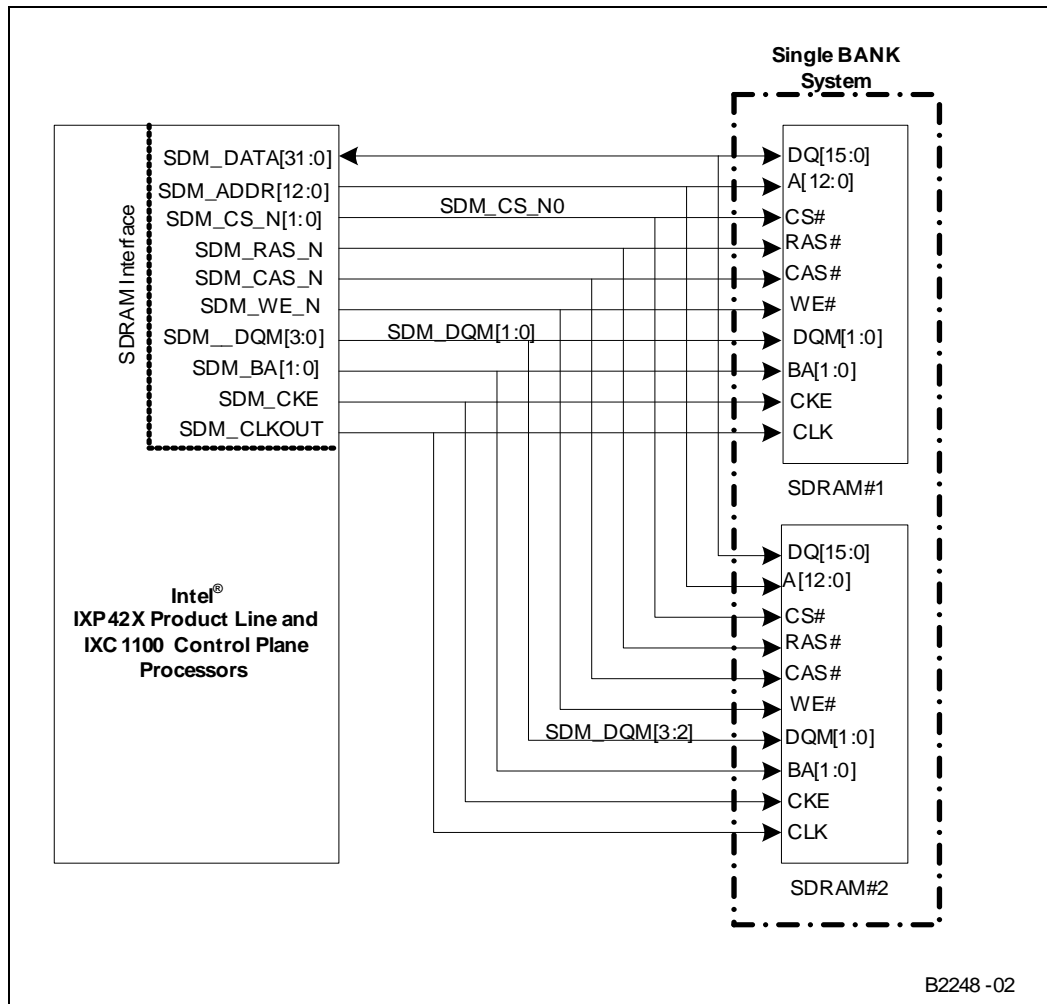 Single BANK
System
SDRAM Interface
SDM_DATA[31:0]
SDM_ADDR[12:0]
SDM_CS_N[1:0]
SDM_RAS_N
SDM_CAS_N
SDM_WE_N
SDM__DQM[3:0]
SDM_BA[1:0]
SDM_CKE
SDM_CLKOUT
SDM_CS_N0
SDM_DQM[1:0]
DQ[15:0]
A[12:0]
CS#
RAS#
CAS#
WE#
DQM[1:0]
BA[1:0]
CKE
CLK
SDRAM#1
Intel®
IXP42X Product Line and
IXC1100 Control Plane
Processors
SDM_DQM[3:2]
DQ[15:0]
A[12:0]
CS#
RAS#
CAS#
WE#
DQM[1:0]
BA[1:0]
CKE
CLK
SDRAM#2
B2248-02